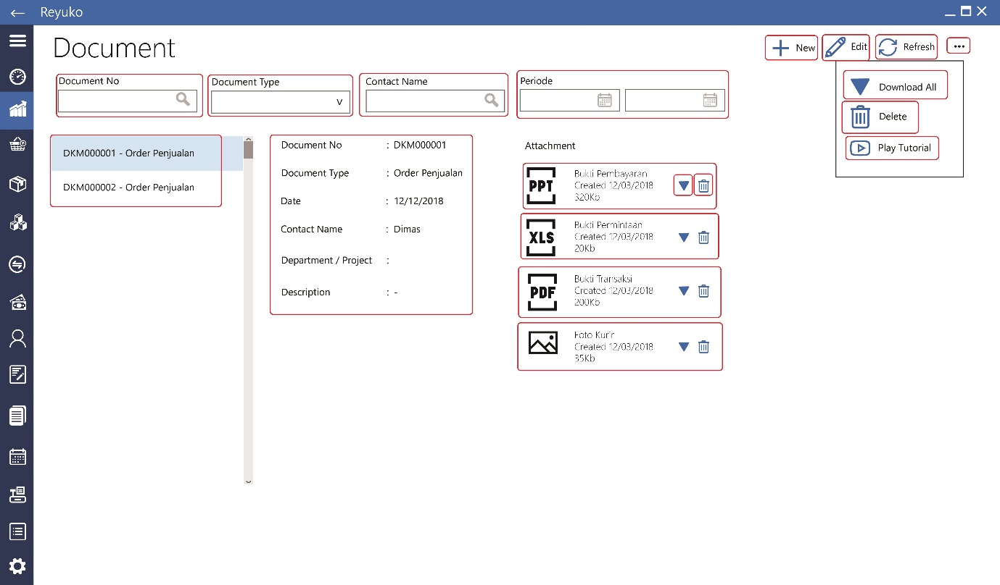 Reyuko
Document
New
Edit
Refresh
...
Document No
Document Type
Contact Name
Periode
v
Download All
Delete
Play Tutorial
DKM000001 - Order Penjualan
DKM000002 - Order Penjualan
Document No : DKM000001
Document Type : Order Penjualan
Date : 12/12/2018
Contact Name : Dimas
Department / Project :
Description : -
Attachment
PPT
Bukti Pembayaran
Created 12/03/2018
320Kb
XLS
Bukti Permintaan
Created 12/03/2018
20Kb
PDF
Bukti Transaksi
Created 12/03/2018
200Kb
Foto Kurir
Created 12/03/2018
35Kb